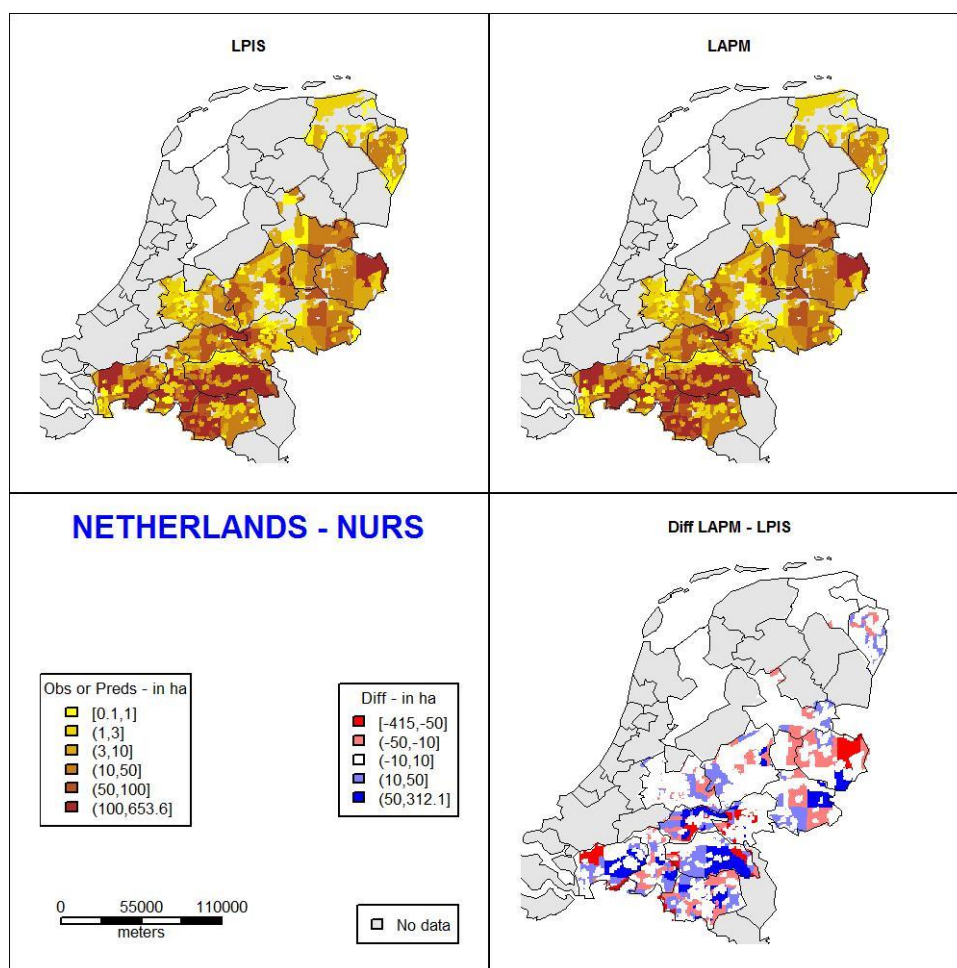 LPIS
LAPM
NETHERLANDS - NURS
Obs or Preds - in ha
[0.1,1]
(1,3]
(3,10]
(10,50]
(50,100]
(100,653.6]
Diff - in ha
[-415,-50]
(-50,-10]
(-10,10]
(10,50]
(50,312.1]
0 55000 110000
meters
No data
Diff LAPM - LPIS